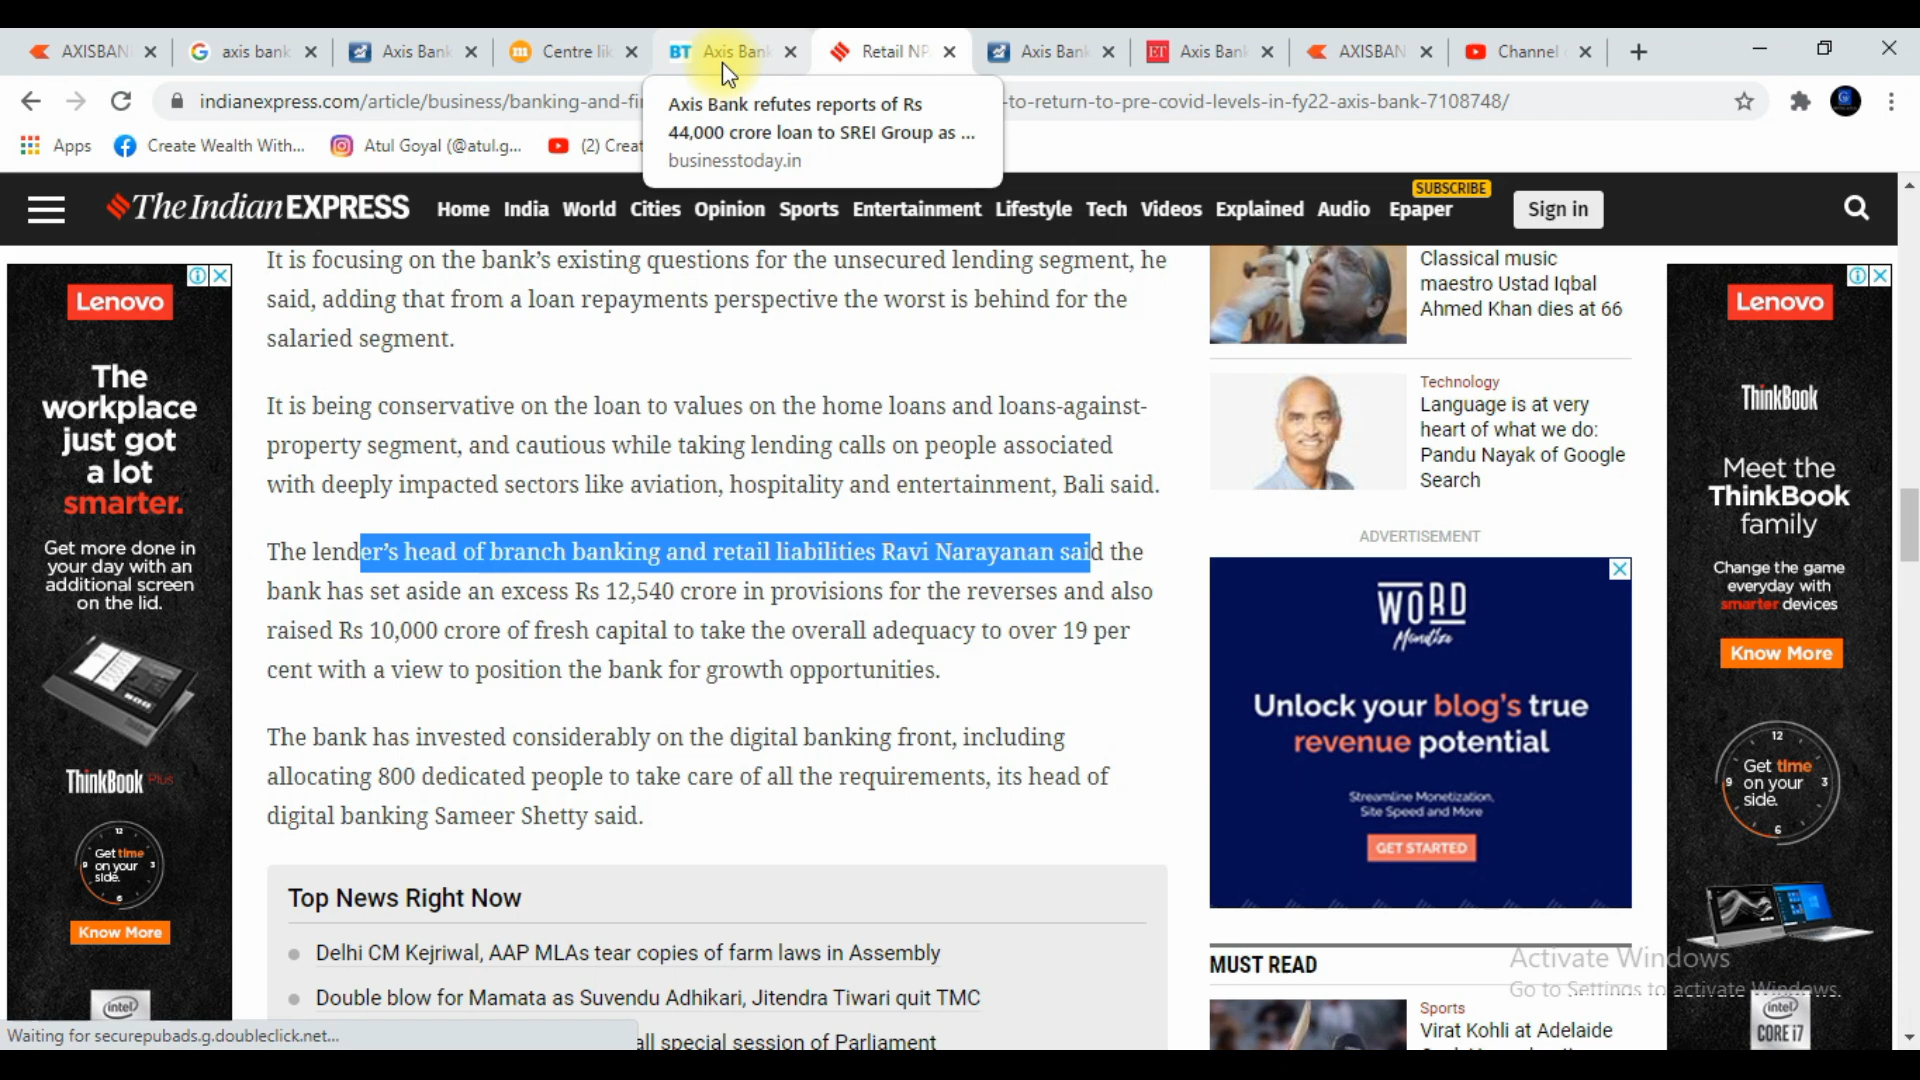 AXISBAN
axis bank
Axis Bank
Centre lik
BT
Axis Bank
Retail NP
Axis Bank
ET
Axis Bank
AXISBAN
Channel
indianexpress.com/article/business/banking-and-fi
-to-return-to-pre-covid-levels-in-fy22-axis-bank-7108748/
Axis Bank refutes reports of Rs
44,000 crore loan to SREI Group as ...
businesstoday.in
Apps
Create Wealth With...
Atul Goyal (@atul.g...
(2) Creat
The Indian EXPRESS
Home India World Cities Opinion Sports Entertainment Lifestyle Tech Videos Explained Audio Epaper
SUBSCRIBE
Sign in
It is focusing on the bank’s existing questions for the unsecured lending segment, he
said, adding that from a loan repayments perspective the worst is behind for the
salaried segment.
It is being conservative on the loan to values on the home loans and loans-against-
property segment, and cautious while taking lending calls on people associated
with deeply impacted sectors like aviation, hospitality and entertainment, Bali said.
The lender’s head of branch banking and retail liabilities Ravi Narayanan said the
bank has set aside an excess Rs 12,540 crore in provisions for the reverses and also
raised Rs 10,000 crore of fresh capital to take the overall adequacy to over 19 per
cent with a view to position the bank for growth opportunities.
The bank has invested considerably on the digital banking front, including
allocating 800 dedicated people to take care of all the requirements, its head of
digital banking Sameer Shetty said.
Top News Right Now
Delhi CM Kejriwal, AAP MLAs tear copies of farm laws in Assembly
Double blow for Mamata as Suvendu Adhikari, Jitendra Tiwari quit TMC
all special session of Parliament
Waiting for securepubads.g.doubleclick.net...
Lenovo
The
workplace
just got
a lot
smarter.
Get more done in
your day with an
additional screen
on the lid.
ThinkBook Plus
12
Get time
on your
side.
9
3
6
Know More
intel
Classical music
maestro Ustad Iqbal
Ahmed Khan dies at 66
Technology
Language is at very
heart of what we do:
Pandu Nayak of Google
Search
ADVERTISEMENT
WORD
Monetize
Unlock your blog’s true
revenue potential
Streamline Monetization,
Site Speed and More
GET STARTED
MUST READ
Sports
Virat Kohli at Adelaide
Lenovo
ThinkBook
Meet the
ThinkBook
family
Change the game
everyday with
smarter devices
Know More
12
Get time
on your
side.
9
3
6
intel
CORE i7
Activate Windows
Go to Settings to activate Windows.